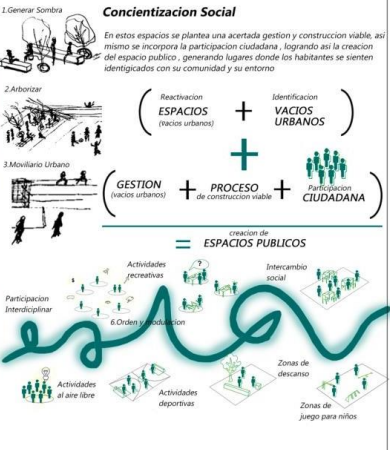 1.Generar Sombra
Concientizacion Social
En estos espacios se plantea una acertada gestion y construccion viable, asi
mismo se incorpora la participacion ciudadana , logrando asi la creacion
del espacio publico , generando lugares donde los habitantes se sienten
identigicados con su comunidad y su entorno
2.Arborizar
Reactivacion
ESPACIOS
(vacios urbanos)
+
Identificacion
VACIOS
URBANOS
+
3.Moviliario Urbano
GESTION
(vacios urbanos)
+
PROCESO
de construccion viable
+
Participacion
CIUDADANA
=
creacion de
ESPACIOS PUBLICOS
Actividades
recreativas
?
Intercambio
social
Participacion
Interdiciplinar
6.Orden y modulacion
Actividades
al aire libre
Actividades
deportivas
Zonas de
descanso
Zonas de
juego para niños